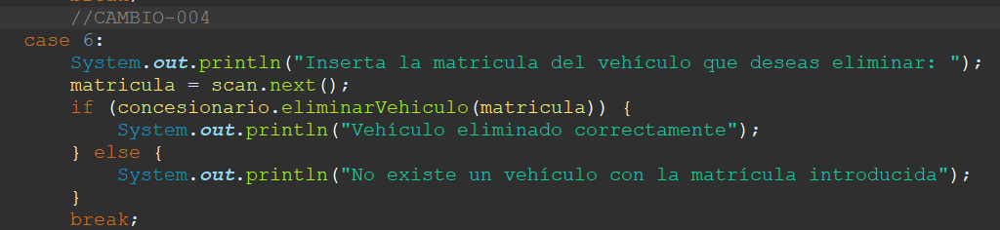 break;
//CAMBIO-004
case 6:
System.out.println("Inserta la matricula del vehículo que deseas eliminar: ");
matricula = scan.next();
if (concesionario.eliminarVehiculo(matricula)) {
System.out.println("Vehículo eliminado correctamente");
} else {
System.out.println("No existe un vehículo con la matrícula introducida");
}
break;